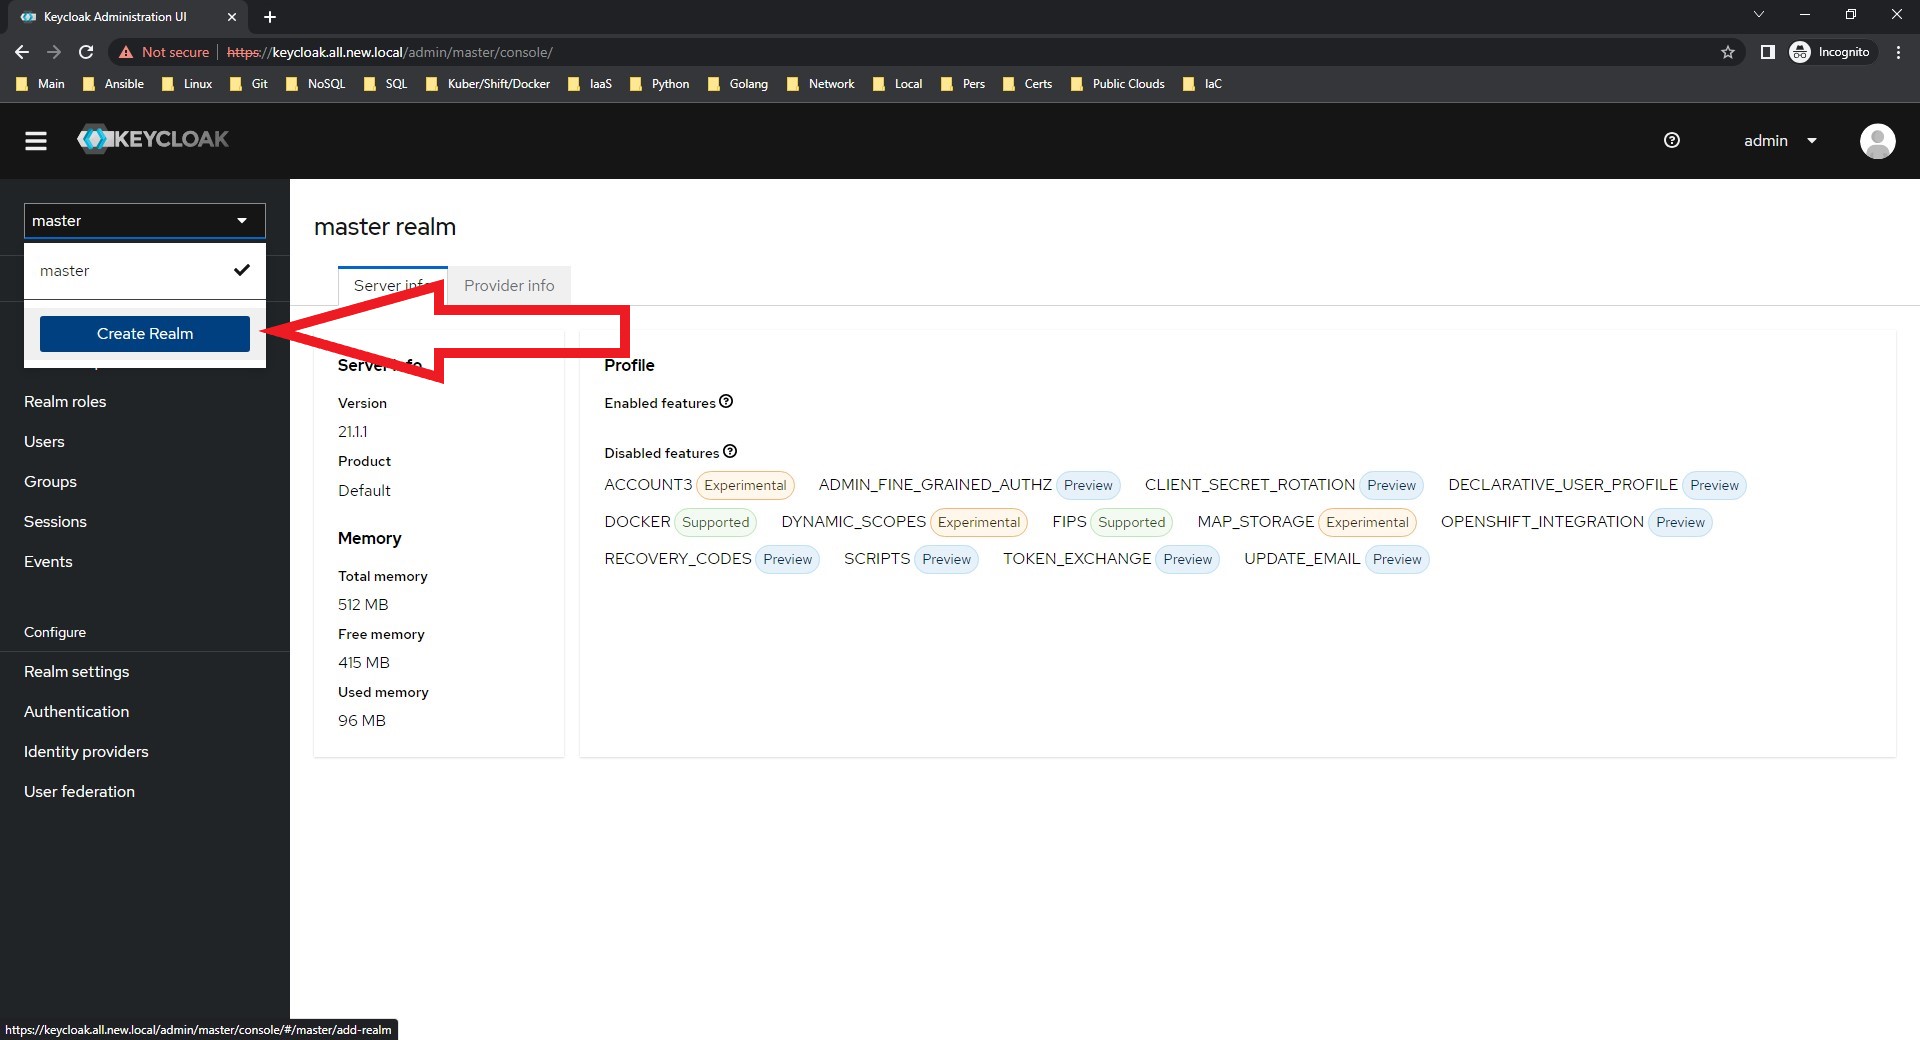 Keycloak Administration UI
Not secure https://keycloak.all.new.local/admin/master/console/ Incognito
Main Ansible Linux Git NoSQL SQL Kuber/Shift/Docker IaaS Python Golang Network Local Pers Certs Public Clouds IaC
KEYCLOAK admin
master
master
Create Realm
Realm roles
Users
Groups
Sessions
Events
Configure
Realm settings
Authentication
Identity providers
User federation
master realm
Server info Provider info
Server info
Version
21.1.1
Product
Default
Memory
Total memory
512 MB
Free memory
415 MB
Used memory
96 MB
Profile
Enabled features
Disabled features
ACCOUNT3 Experimental ADMIN_FINE_GRAINED_AUTHZ Preview CLIENT_SECRET_ROTATION Preview DECLARATIVE_USER_PROFILE Preview
DOCKER Supported DYNAMIC_SCOPES Experimental FIPS Supported MAP_STORAGE Experimental OPENSHIFT_INTEGRATION Preview
RECOVERY_CODES Preview SCRIPTS Preview TOKEN_EXCHANGE Preview UPDATE_EMAIL Preview
https://keycloak.all.new.local/admin/master/console/#/master/add-realm